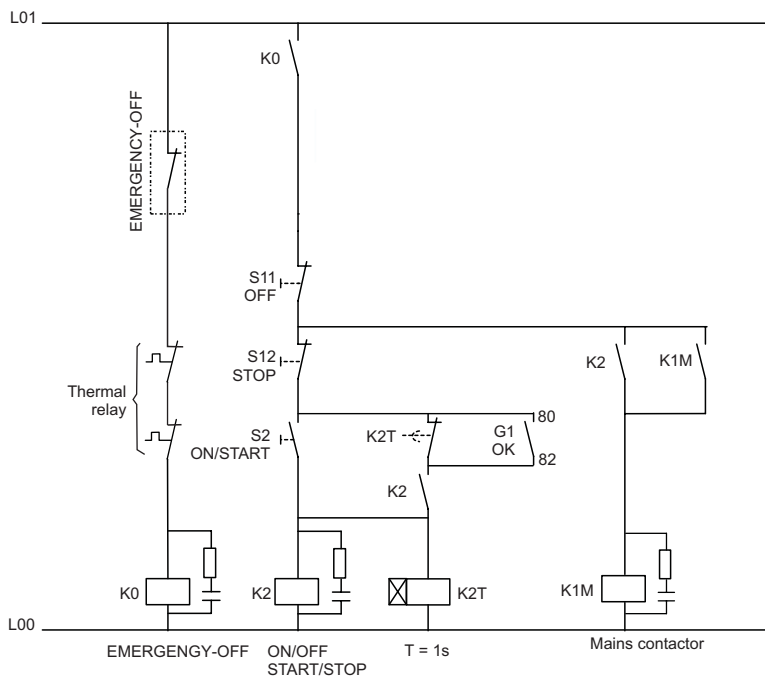 L01
K0
EMERGENCY-OFF
S11
OFF
S12
STOP
K2
K1M
Thermal
relay
80
S2
ON/START
K2T
G1
OK
82
K2
K0
K2
K2T
K1M
L00
EMERGENGY-OFF
ON/OFF
START/STOP
T = 1s
Mains contactor